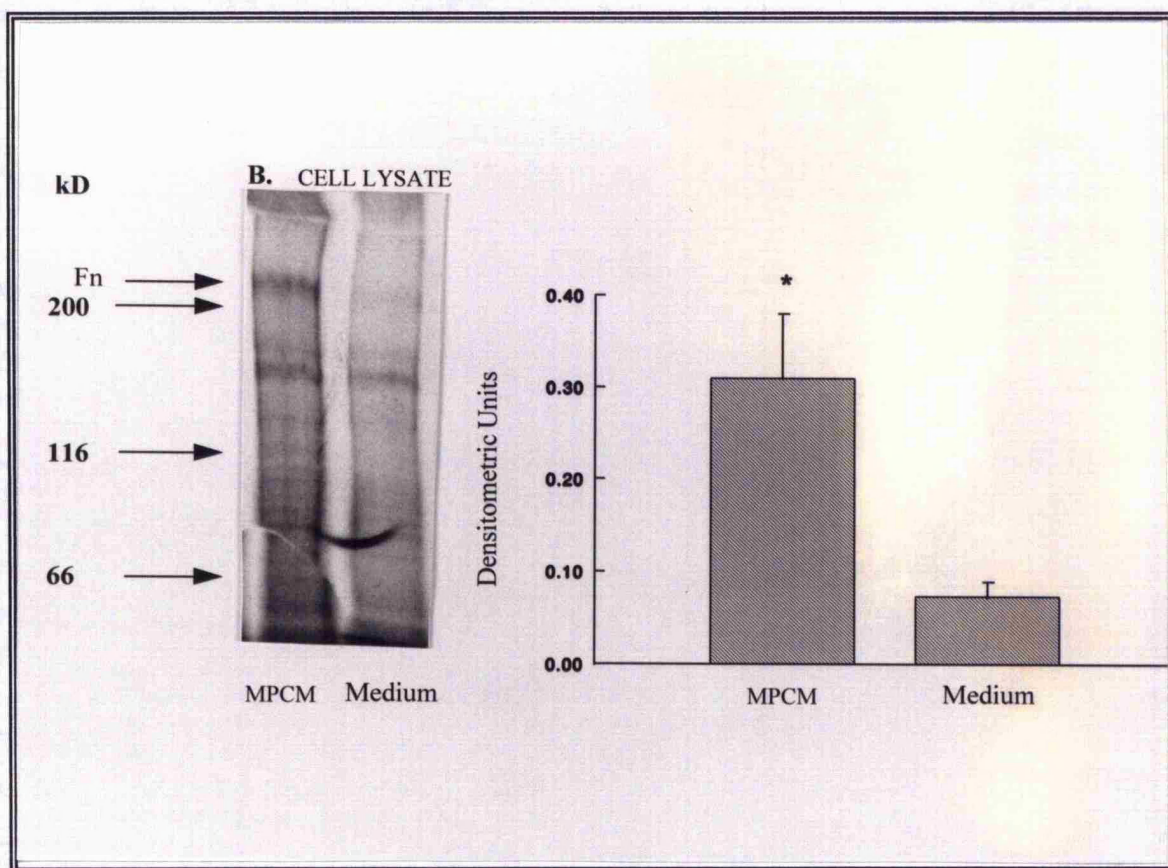 B. CELL LYSATE
kD
Fn
200
116
66
MPCM Medium
*
Densitometric Units
0.40
0.30
0.20
0.10
0.00
MPCM Medium